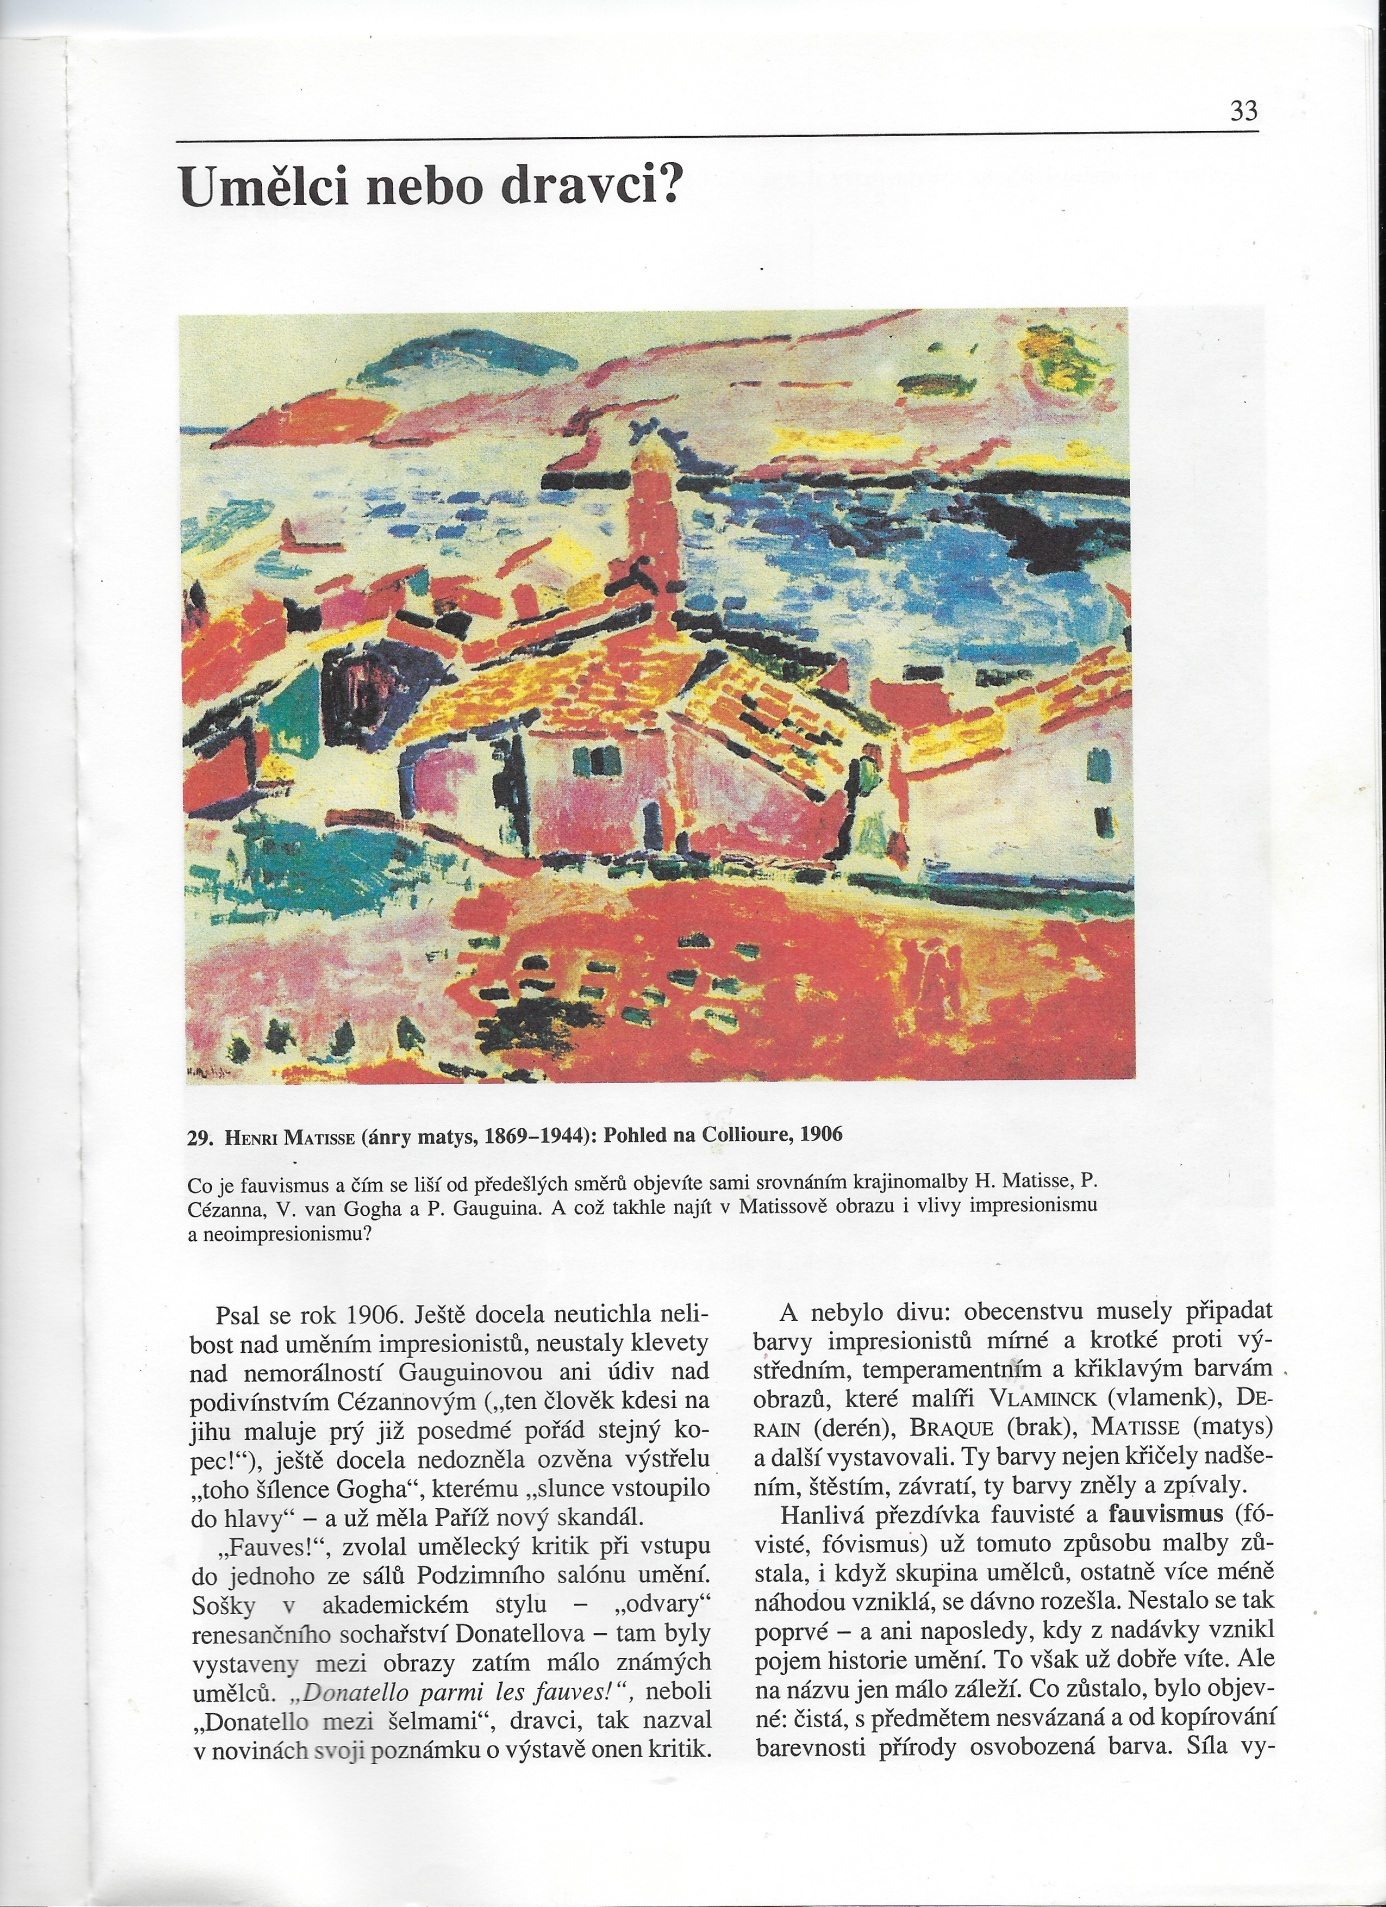 33
Umělci nebo dravci?
29. HENRI MATISSE (ánry matys, 1869–1944): Pohled na Collioure, 1906
Co je fauvismus a čím se liší od předešlých směrů objevíte sami srovnáním krajinomalby H. Matisse, P.
Cézanna, V. van Gogha a P. Gauguina. A což takhle najít v Matissově obrazu i vlivy impresionismu
a neoimpresionismu?
Psal se rok 1906. Ještě docela neutichla neli-
bost nad uměním impresionistů, neustaly klevety
nad nemorálností Gauguinovou ani údiv nad
podivínstvím Cézannovým („ten člověk kdesi na
jihu maluje prý již posedmé pořád stejný ko-
pec!“), ještě docela nedozněla ozvěna výstřelu
„toho šílence Gogha“, kterému „slunce vstoupilo
do hlavy“ – a už měla Paříž nový skandál.
„Fauves!“, zvolal umělecký kritik při vstupu
do jednoho ze sálů Podzimního salónu umění.
Sošky v akademickém stylu – „odvary“
renesančního sochařství Donatellova – tam byly
vystaveny mezi obrazy zatím málo známých
umělců. „Donatello parmi les fauves!“, neboli
„Donatello mezi šelmami“, dravci, tak nazval
v novinách svoji poznámku o výstavě onen kritik.
A nebylo divu: obecenstvu musely připadat
barvy impresionistů mírné a krotké proti vý-
středním, temperamentním a křiklavým barvám
obrazů, které malíři VLAMINCK (vlamenk), DE-
RAIN (derén), BRAQUE (brak), MATISSE (matys)
a další vystavovali. Ty barvy nejen křičely nadše-
ním, štěstím, závratí, ty barvy zněly a zpívaly.
Hanlivá přezdívka fauvisté a fauvismus (fó-
visté, fóvismus) už tomuto způsobu malby zů-
stala, i když skupina umělců, ostatně více méně
náhodou vzniklá, se dávno rozešla. Nestalo se tak
poprvé – a ani naposledy, kdy z nadávky vznikl
pojem historie umění. To však už dobře víte. Ale
na názvu jen málo záleží. Co zůstalo, bylo objev-
né: čistá, s předmětem nesvázaná a od kopírování
barevnosti přírody osvobozená barva. Síla vy-